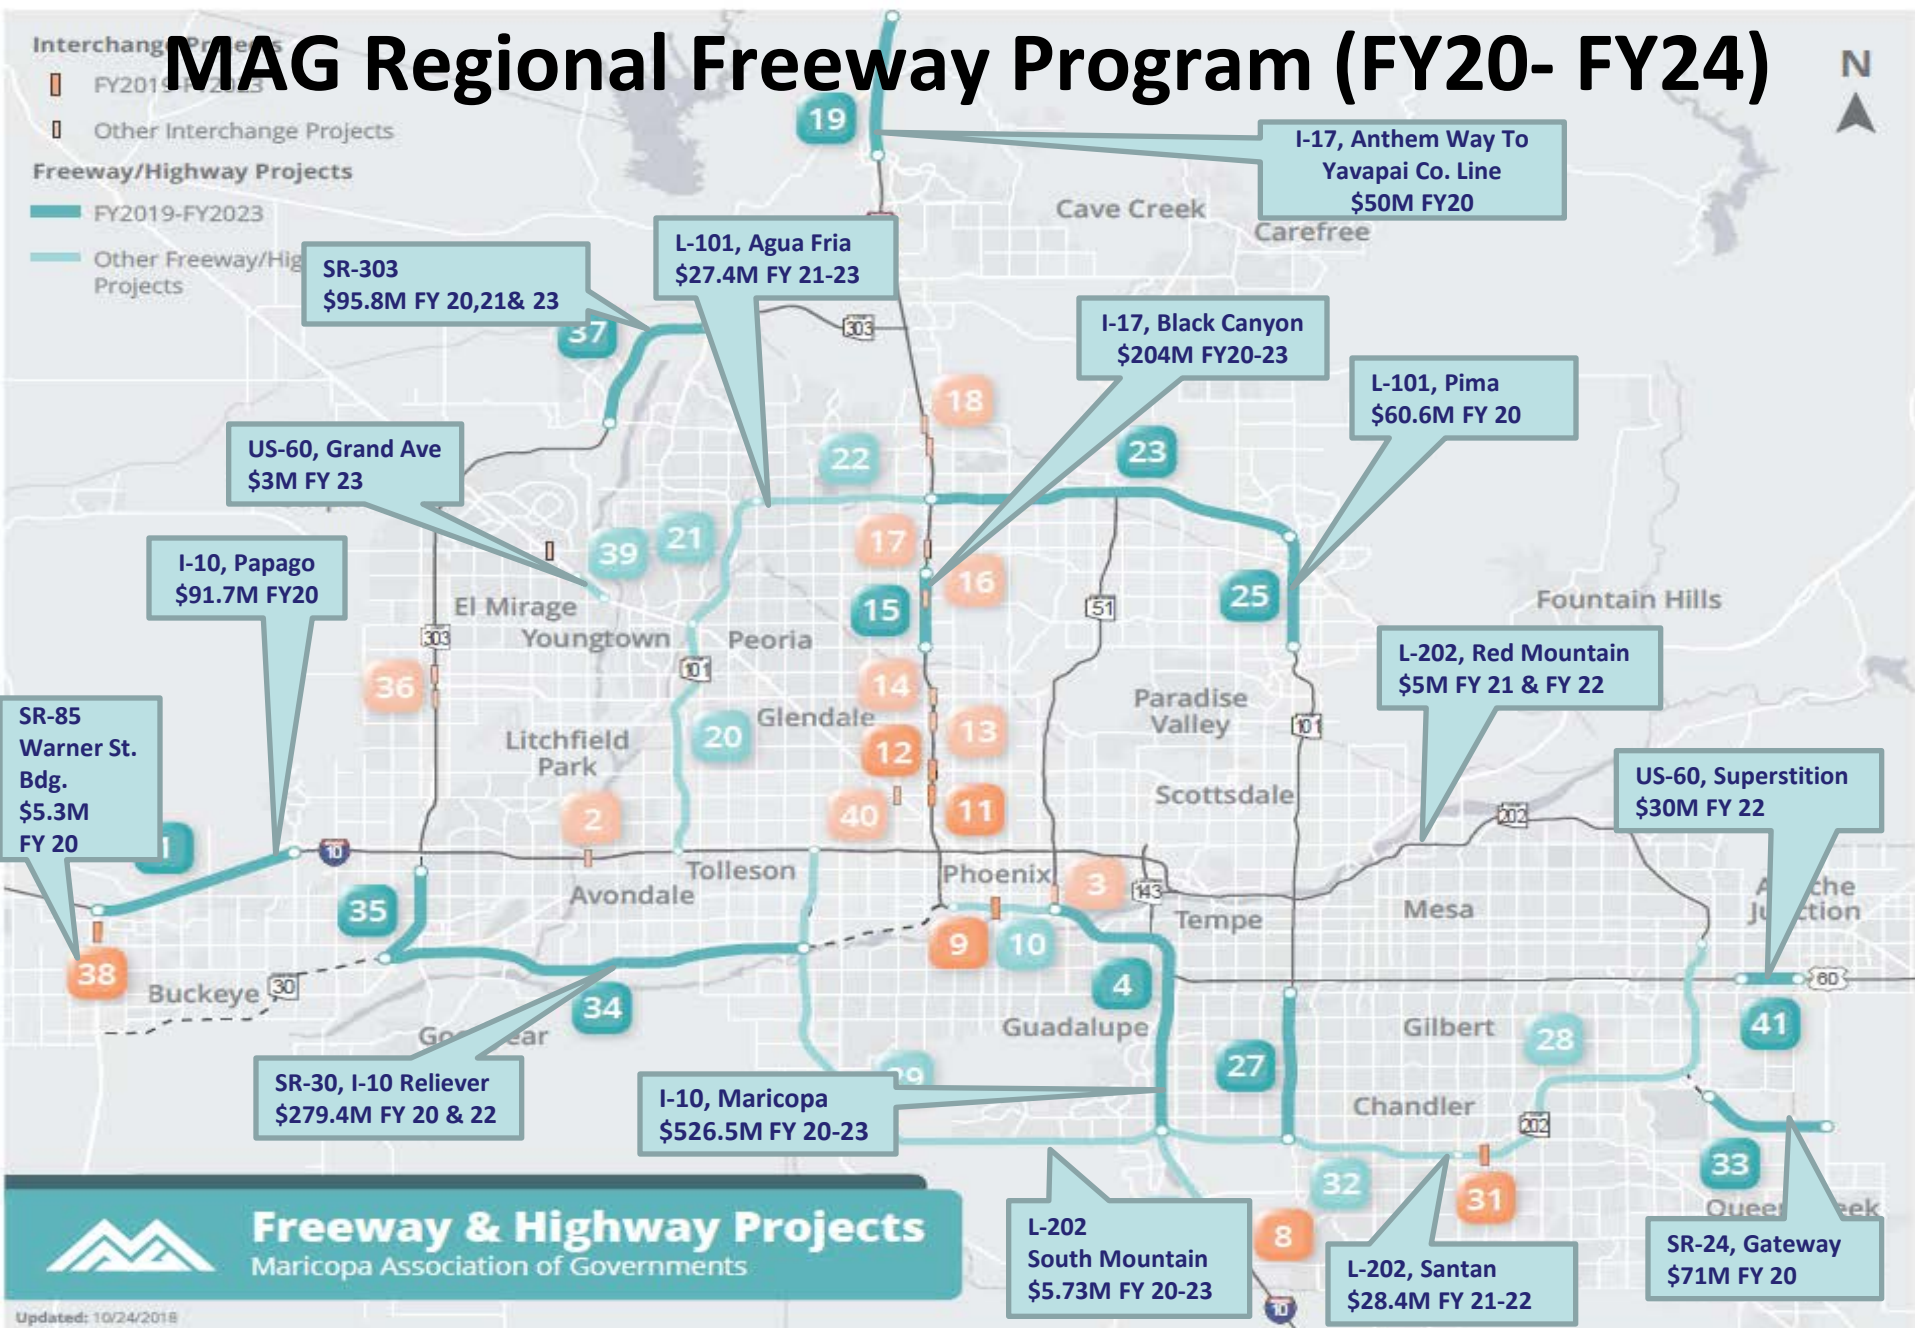 MAG Regional Freeway Program (FY20- FY24)
Interchange Projects
FY2019-FY2023
Other Interchange Projects
Freeway/Highway Projects
FY2019-FY2023
Other Freeway/Hig
Projects
N
19
I-17, Anthem Way To
Yavapai Co. Line
$50M FY20
Cave Creek
Carefree
L-101, Agua Fria
$27.4M FY 21-23
SR-303
$95.8M FY 20,21& 23
37
303
I-17, Black Canyon
$204M FY20-23
L-101, Pima
$60.6M FY 20
18
US-60, Grand Ave
$3M FY 23
22
23
17
39
21
I-10, Papago
$91.7M FY20
16
15
25
51
El Mirage
Youngtown
Peoria
303
101
Fountain Hills
L-202, Red Mountain
$5M FY 21 & FY 22
36
14
Paradise
Valley
101
SR-85
Warner St.
Bdg.
$5.3M
FY 20
Litchfield
Park
20
Glendale
13
12
US-60, Superstition
$30M FY 22
2
40
11
Scottsdale
202
10
Tolleson
Phoenix
3
143
Avondale
Tempe
Mesa
35
9
10
38
Buckeye
30
34
4
60
41
Guadalupe
Gilbert
28
27
SR-30, I-10 Reliever
$279.4M FY 20 & 22
I-10, Maricopa
$526.5M FY 20-23
Chandler
202
33
32
31
8
L-202
South Mountain
$5.73M FY 20-23
L-202, Santan
$28.4M FY 21-22
SR-24, Gateway
$71M FY 20
10
Freeway & Highway Projects
Maricopa Association of Governments
Updated: 10/24/2018